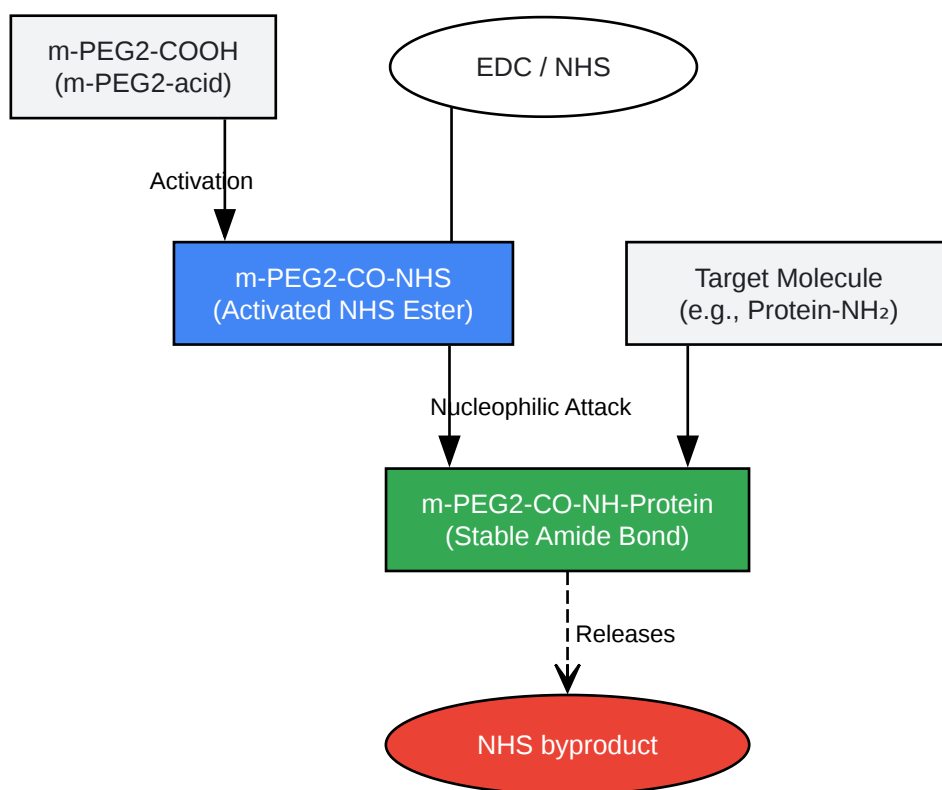 m-PEG2-COOH
(m-PEG2-acid)
EDC / NHS
Activation
m-PEG2-CO-NHS
(Activated NHS Ester)
Target Molecule
(e.g., Protein-NH₂)
Nucleophilic Attack
m-PEG2-CO-NH-Protein
(Stable Amide Bond)
Releases
NHS byproduct